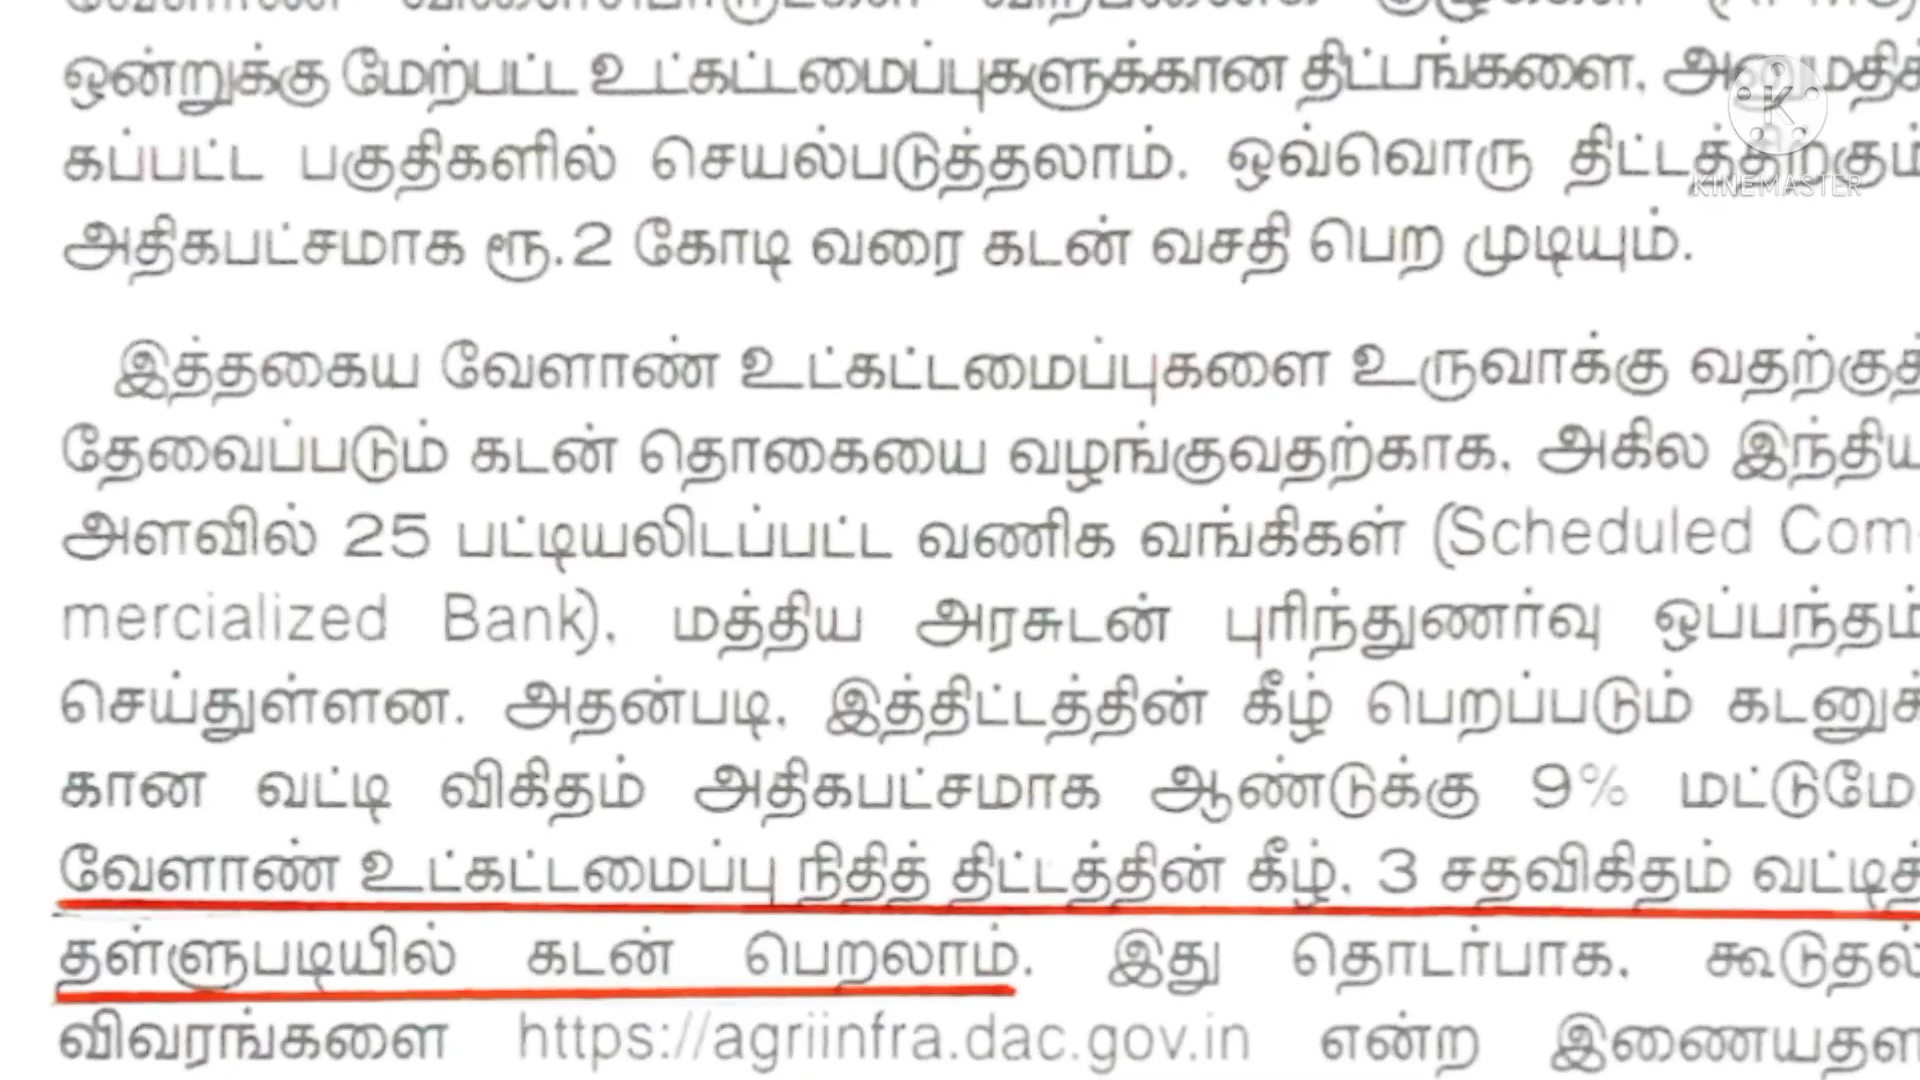 ஒன்றுக்கு மேற்பட்ட உட்கட்டமைப்புகளுக்கான திட்டங்களை, அனுமதிக்
கப்பட்ட பகுதிகளில் செயல்படுத்தலாம். ஒவ்வொரு திட்டத்திற்கும்
அதிகபட்சமாக ரூ.2 கோடி வரை கடன் வசதி பெற முடியும்.
இத்தகைய வேளாண் உட்கட்டமைப்புகளை உருவாக்கு வதற்குத்
தேவைப்படும் கடன் தொகையை வழங்குவதற்காக, அகில இந்திய
அளவில் 25 பட்டியலிடப்பட்ட வணிக வங்கிகள் (Scheduled Com-
mercialized Bank), மத்திய அரசுடன் புரிந்துணர்வு ஒப்பந்தம்
செய்துள்ளன. அதன்படி, இத்திட்டத்தின் கீழ் பெறப்படும் கடனுக்
கான வட்டி விகிதம் அதிகபட்சமாக ஆண்டுக்கு 9% மட்டுமே.
வேளாண் உட்கட்டமைப்பு நிதித் திட்டத்தின் கீழ், 3 சதவிகிதம் வட்டித்
தள்ளுபடியில் கடன் பெறலாம். இது தொடர்பாக, கூடுதல்
விவரங்களை https://agriinfra.dac.gov.in என்ற இணையதள
K
KINEMASTER